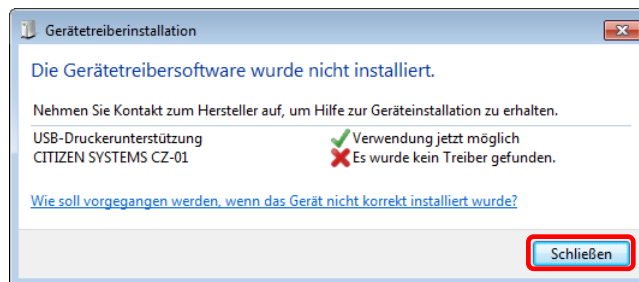 Gerätetreiberinstallation
Die Gerätetreibersoftware wurde nicht installiert.
Nehmen Sie Kontakt zum Hersteller auf, um Hilfe zur Geräteinstallation zu erhalten.
USB-Druckerunterstützung Verwendung jetzt möglich
CITIZEN SYSTEMS CZ-01 Es wurde kein Treiber gefunden.
Wie soll vorgegangen werden, wenn das Gerät nicht korrekt installiert wurde?
Schließen